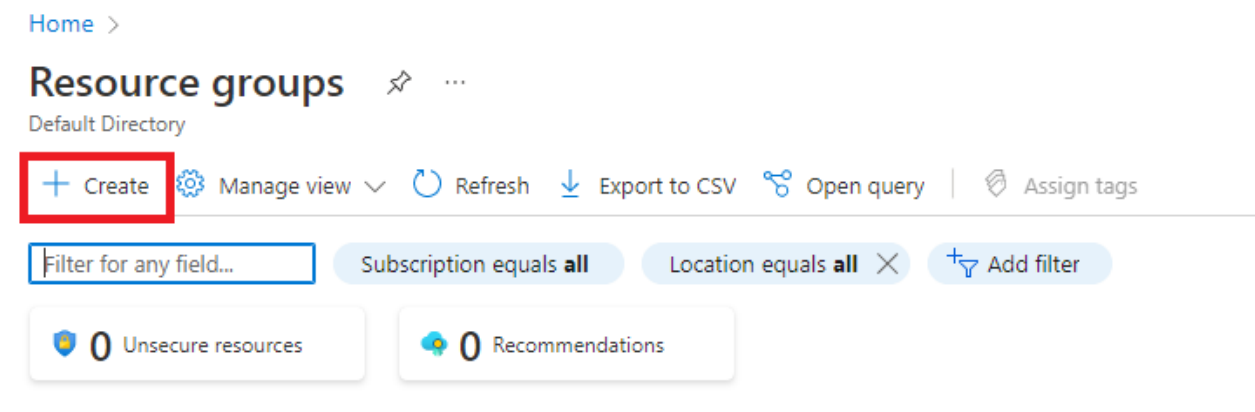 Home >
Resource groups ...
Default Directory
+ Create Manage view Refresh Export to CSV Open query | Assign tags
Filter for any field... Subscription equals all Location equals all × Add filter
0 Unsecure resources 0 Recommendations